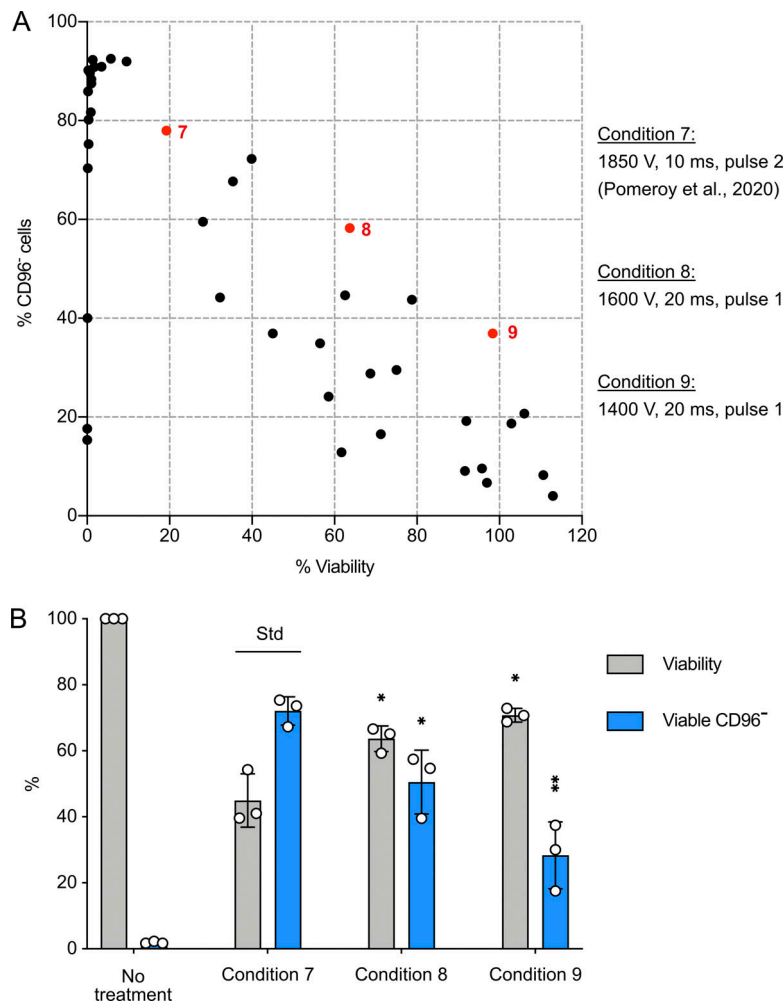 A
100
80
60
40
20
0
% CD96⁻ cells
0 20 40 60 80 100 120
% Viability
7
8
9
Condition 7:
1850 V, 10 ms, pulse 2
(Pomeroy et al., 2020)
Condition 8:
1600 V, 20 ms, pulse 1
Condition 9:
1400 V, 20 ms, pulse 1
B
100
80
60
40
20
0
%
Std
*
*
*
**
No treatment
Condition 7
Condition 8
Condition 9
Viability
Viable CD96⁻